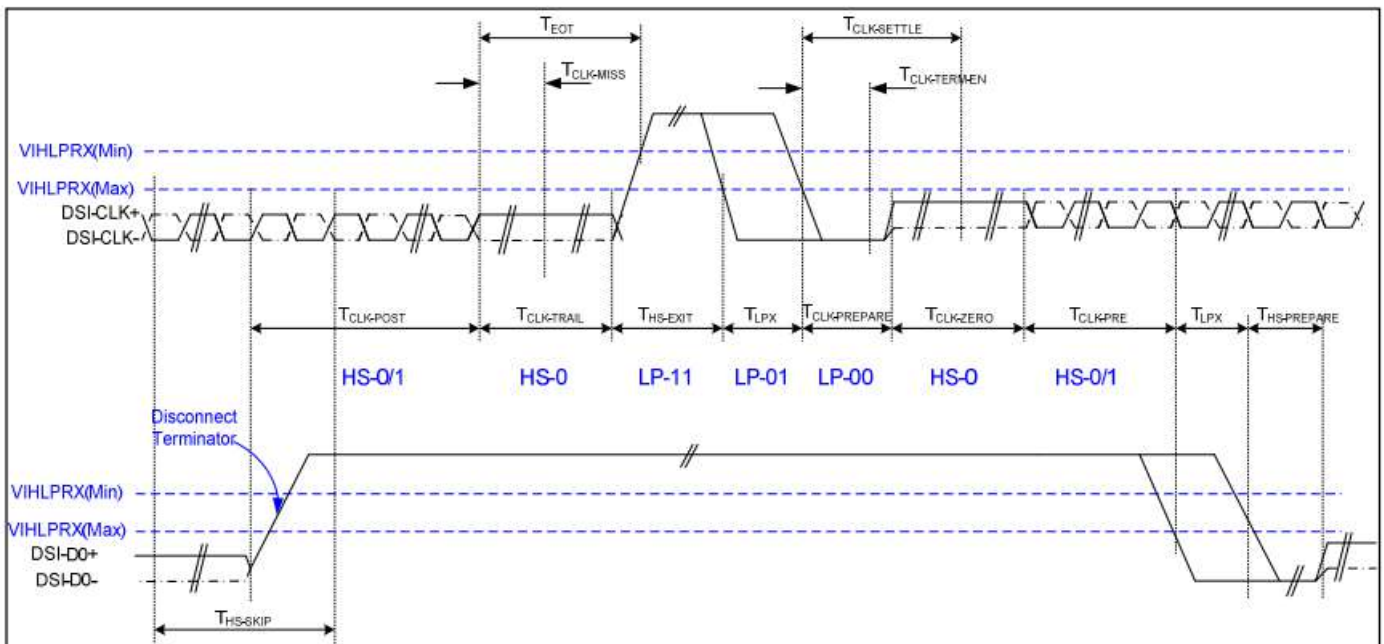 TEOT
TCLK-SETTLE
TCLK-MISS
TCLK-TERM-EN
VIHLPRX(Min)
VIHLPRX(Max)
DSI-CLK+
DSI-CLK-
TCLK-POST
TCLK-TRAIL
THS-EXIT
TLPX
TCLK-PREPARE
TCLK-ZERO
TCLK-PRE
TLPX
THS-PREPARE
HS-0/1
HS-0
LP-11
LP-01
LP-00
HS-0
HS-0/1
Disconnect
Terminator
VIHLPRX(Min)
VIHLPRX(Max)
DSI-D0+
DSI-D0-
THS-SKIP